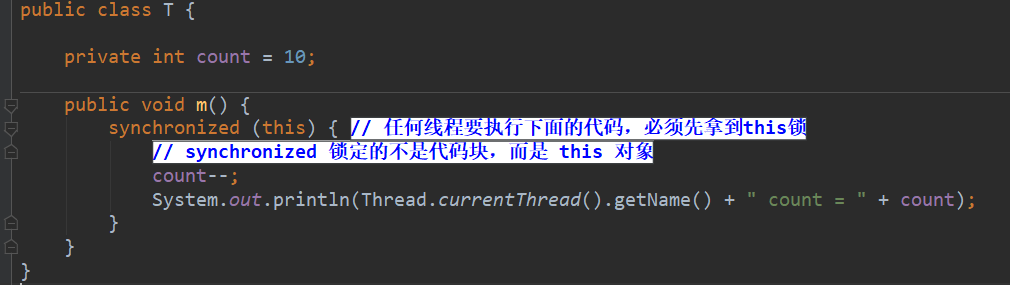 public class T {
private int count = 10;
public void m() {
synchronized (this) { // 任何线程要执行下面的代码，必须先拿到this锁
// synchronized 锁定的不是代码块，而是 this 对象
count--;
System.out.println(Thread.currentThread().getName() + " count = " + count);
}
}
}